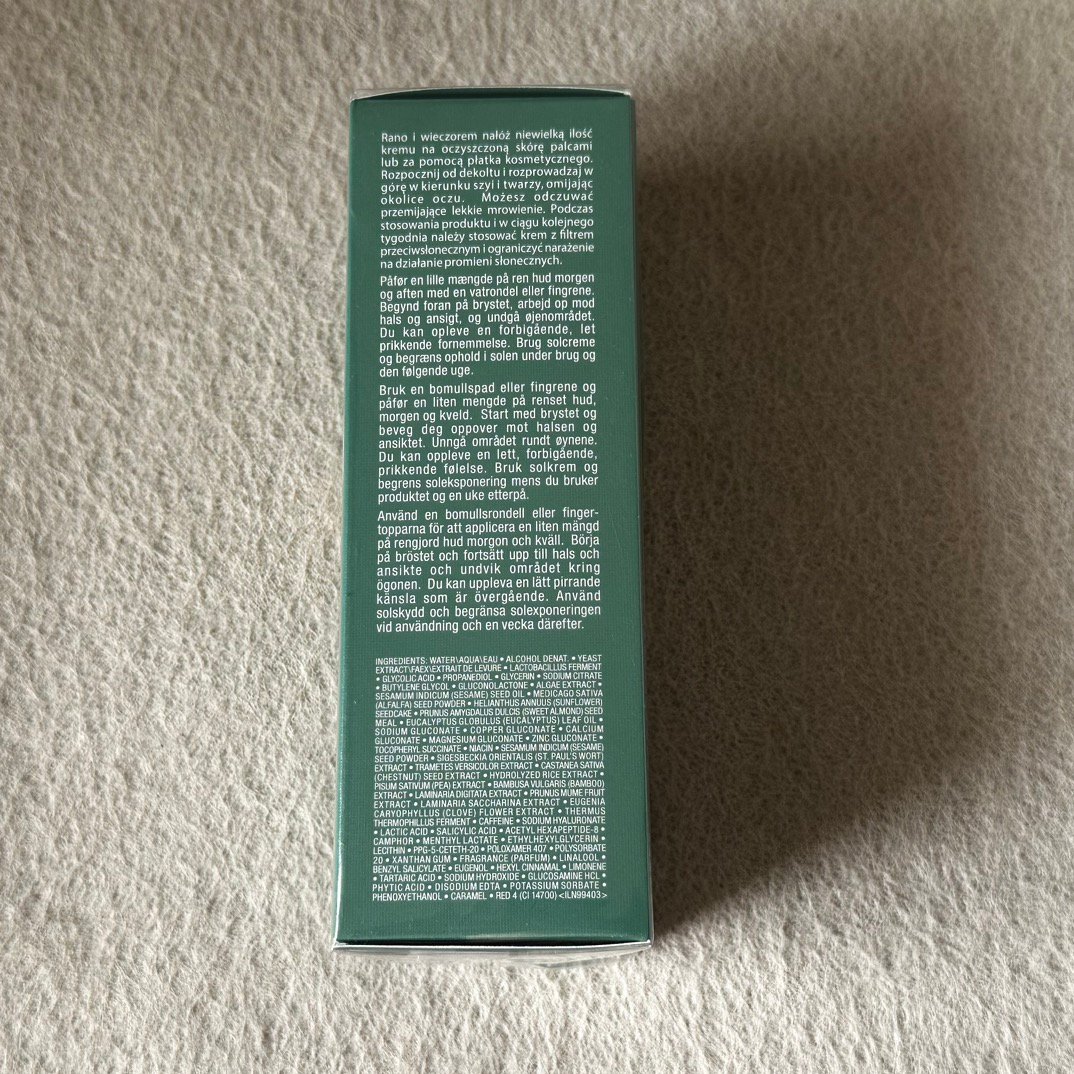 Rano i wieczorem nałóż niewielką ilość
kremu na oczyszczoną skórę palcami
lub za pomocą płatka kosmetycznego.
Rozpocznij od dekoltu i rozprowadzaj w
górę w kierunku szyi i twarzy, omijając
okolice oczu. Możesz odczuwać
przemijające lekkie mrowienie. Podczas
stosowania produktu i w ciągu kolejnego
tygodnia należy stosować krem z filtrem
przeciwsłonecznym i ograniczyć narażenie
na działanie promieni słonecznych.
Påfør en lille mængde på ren hud morgen
og aften med en vatrondel eller fingrene.
Begynd foran på brystet, arbejd op mod
hals og ansigt, og undgå øjenområdet.
Du kan opleve en forbigående, let
prikkende fornemmelse. Brug solcreme
og begræns ophold i solen under brug og
den følgende uge.
Bruk en bomullspad eller fingrene og
påfør en liten mengde på renset hud,
morgen og kveld. Start med brystet og
beveg deg oppover mot halsen og
ansiktet. Unngå området rundt øynene.
Du kan oppleve en lett, forbigående,
prikkende følelse. Bruk solkrem og
begrens soleksponering mens du bruker
produktet og en uke etterpå.
Använd en bomullsrondell eller finger-
topparna för att applicera en liten mängd
på rengjord hud morgon och kväll. Börja
på bröstet och fortsätt upp till hals och
ansikte och undvik området kring
ögonen. Du kan uppleva en lätt pirrande
känsla som är övergående. Använd
solskydd och begränsa solexponeringen
vid användning och en vecka därefter.
INGREDIENTS: WATER\AQUA\EAU • ALCOHOL DENAT. • YEAST
EXTRACT\FAEX\EXTRAIT DE LEVURE • LACTOBACILLUS FERMENT
• GLYCOLIC ACID • PROPANEDIOL • GLYCERIN • SODIUM CITRATE
• BUTYLENE GLYCOL • GLUCONOLACTONE • ALGAE EXTRACT •
SESAMUM INDICUM (SESAME) SEED OIL • MEDICAGO SATIVA
(ALFALFA) SEED POWDER • HELIANTHUS ANNUUS (SUNFLOWER)
SEEDCAKE • PRUNUS AMYGDALUS DULCIS (SWEET ALMOND) SEED
MEAL • EUCALYPTUS GLOBULUS (EUCALYPTUS) LEAF OIL •
SODIUM GLUCONATE • COPPER GLUCONATE • CALCIUM
GLUCONATE • MAGNESIUM GLUCONATE • ZINC GLUCONATE •
TOCOPHERYL SUCCINATE • NIACIN • SESAMUM INDICUM (SESAME)
SEED POWDER • SIGESBECKIA ORIENTALIS (ST. PAUL'S WORT)
EXTRACT • TRAMETES VERSICOLOR EXTRACT • CASTANEA SATIVA
(CHESTNUT) SEED EXTRACT • HYDROLYZED RICE EXTRACT •
PISUM SATIVUM (PEA) EXTRACT • BAMBUSA VULGARIS (BAMBOO)
EXTRACT • LAMINARIA DIGITATA EXTRACT • PRUNUS MUME FRUIT
EXTRACT • LAMINARIA SACCHARINA EXTRACT • EUGENIA
CARYOPHYLLUS (CLOVE) FLOWER EXTRACT • THERMUS
THERMOPHILLUS FERMENT • CAFFEINE • SODIUM HYALURONATE
• LACTIC ACID • SALICYLIC ACID • ACETYL HEXAPEPTIDE-8 •
CAMPHOR • MENTHYL LACTATE • ETHYLHEXYLGLYCERIN •
LECITHIN • PPG-5-CETETH-20 • POLOXAMER 407 • POLYSORBATE
20 • XANTHAN GUM • FRAGRANCE (PARFUM) • LINALOOL •
BENZYL SALICYLATE • EUGENOL • HEXYL CINNAMAL • LIMONENE
• TARTARIC ACID • SODIUM HYDROXIDE • GLUCOSAMINE HCL •
PHYTIC ACID • DISODIUM EDTA • POTASSIUM SORBATE •
PHENOXYETHANOL • CARAMEL • RED 4 (CI 14700) <ILN99403>